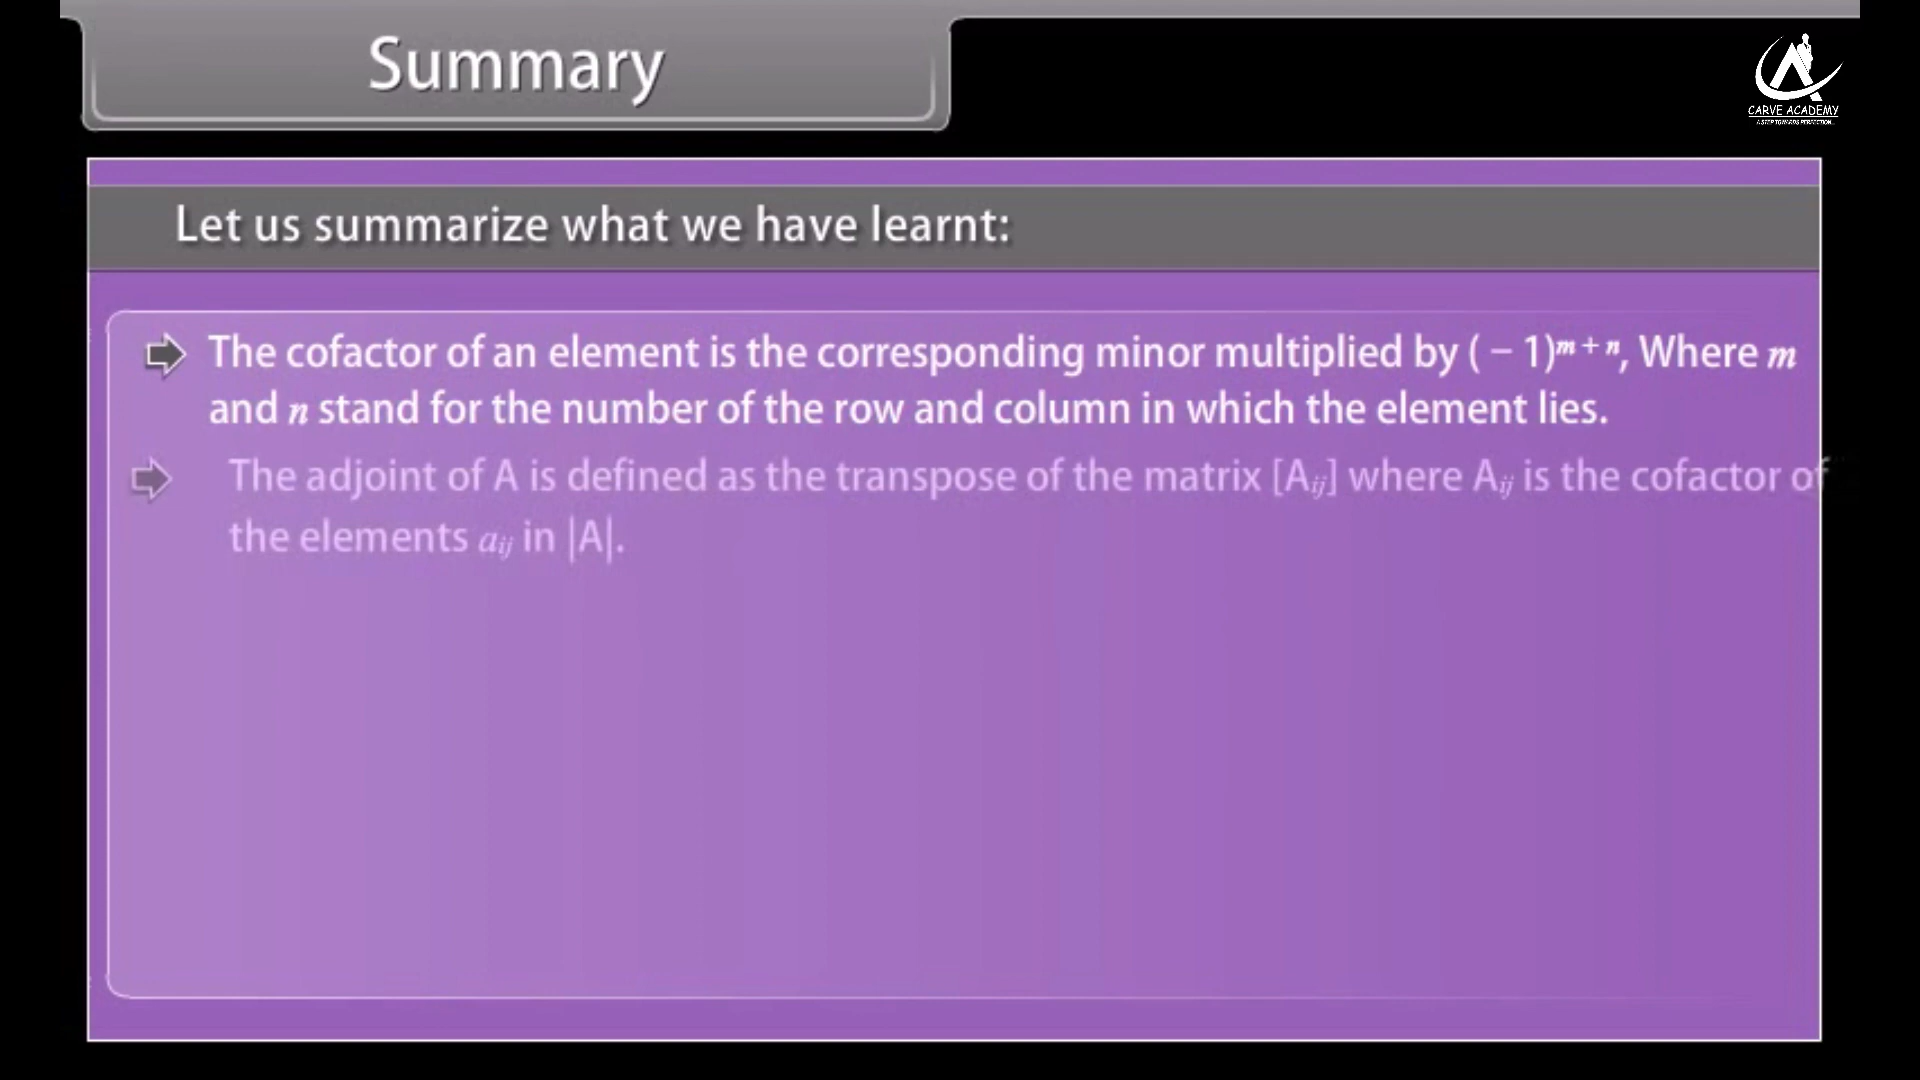 Summary
CARVE ACADEMY
A STEP TOWARDS PERFECTION...
Let us summarize what we have learnt:
The cofactor of an element is the corresponding minor multiplied by ( − 1)ᵐ ⁺ ⁿ, Where m
and n stand for the number of the row and column in which the element lies.
The adjoint of A is defined as the transpose of the matrix [Aᵢⱼ] where Aᵢⱼ is the cofactor of
the elements aᵢⱼ in |A|.